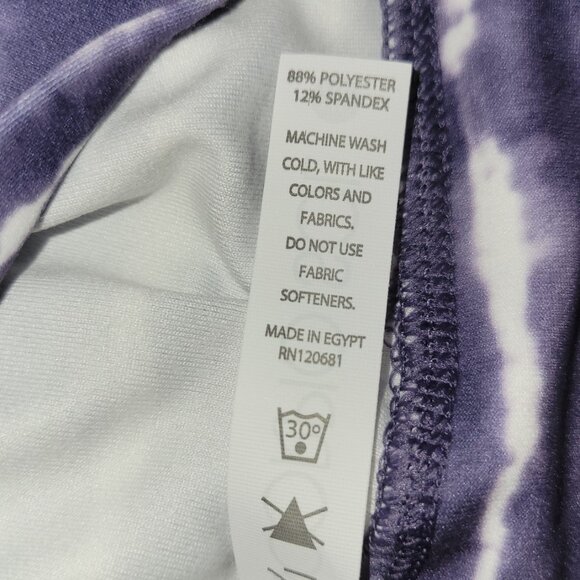 88% POLYESTER
12% SPANDEX
MACHINE WASH
COLD, WITH LIKE
COLORS AND
FABRICS.
DO NOT USE
FABRIC
SOFTENERS.
MADE IN EGYPT
RN120681
30°